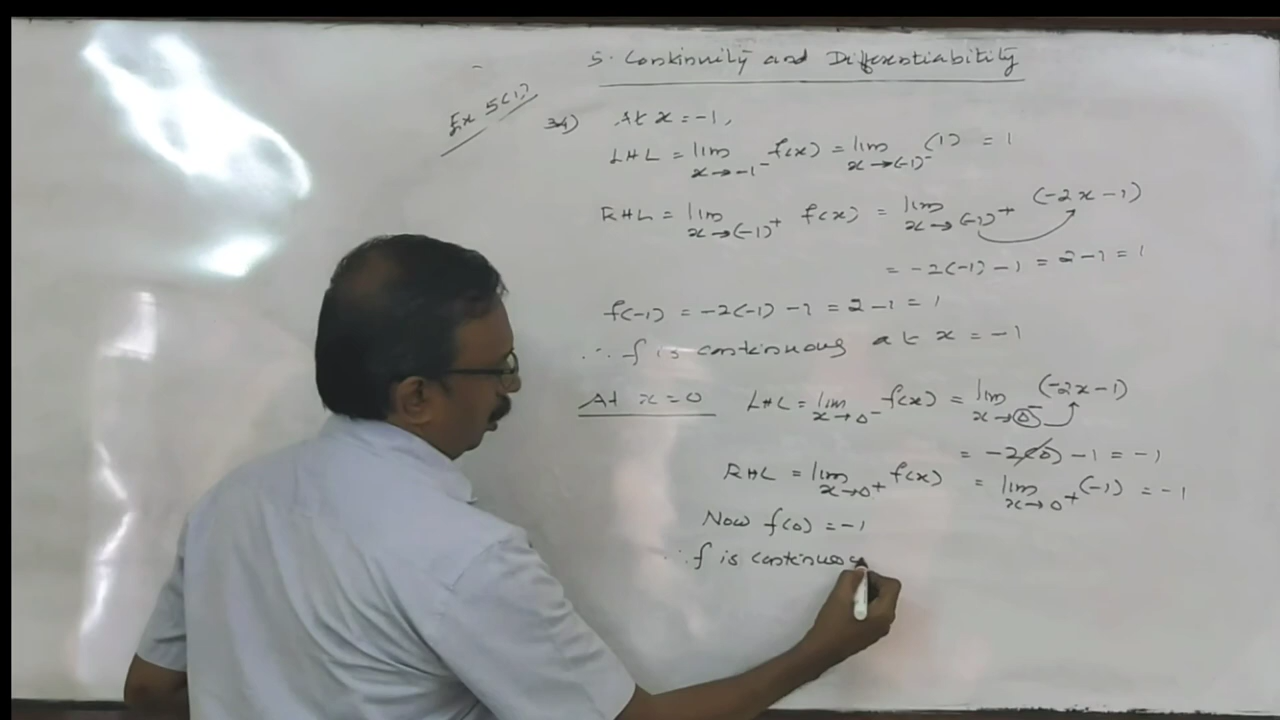 5. Continuity and Differentiability
Ex 5(1)
34) At x = -1,
LHL = lim x→-1⁻ f(x) = lim x→(-1)⁻ (1) = 1
RHL = lim x→(-1)⁺ f(x) = lim x→(-1)⁺ (-2x-1)
= -2(-1)-1 = 2-1 = 1
f(-1) = -2(-1)-1 = 2-1 = 1
∴ f is continuous at x = -1
At x=0 LHL = lim x→0⁻ f(x) = lim x→0⁻ (-2x-1)
= -2(0)-1 = -1
RHL = lim x→0⁺ f(x) = lim x→0⁺ (-1) = -1
Now f(0) = -1
∴ f is continuou